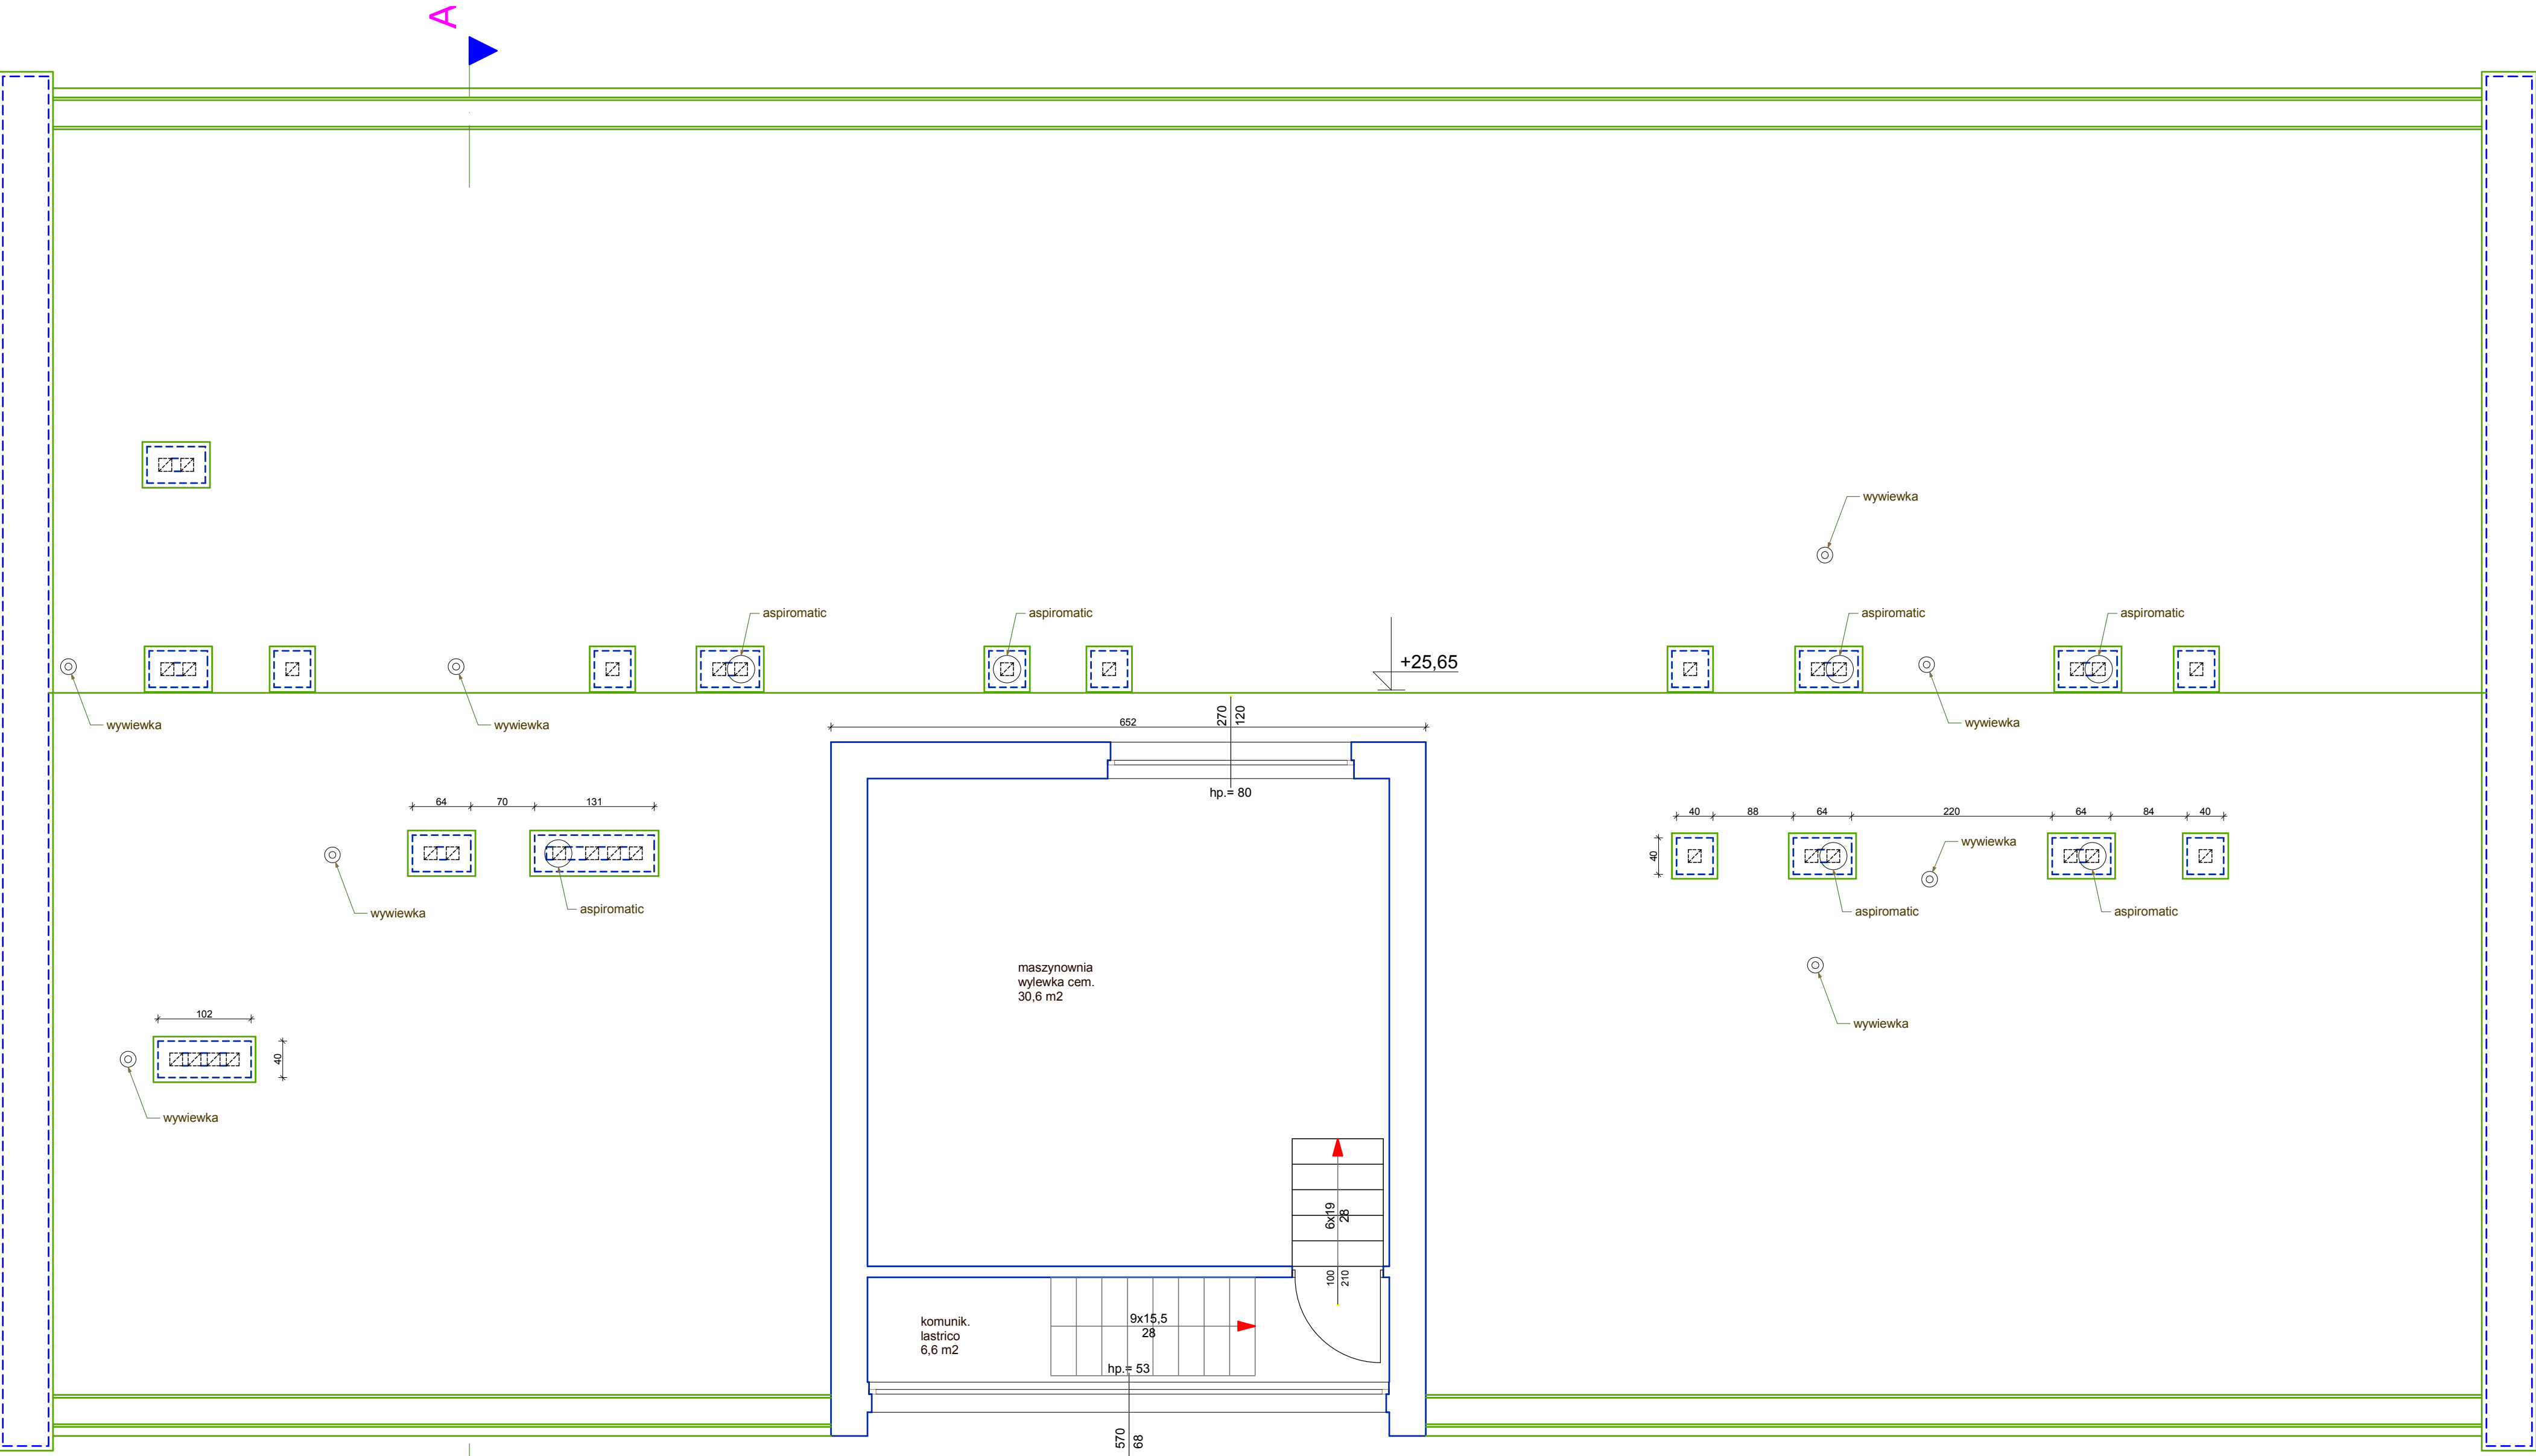 A
wywiewka
aspiromatic
aspiromatic
aspiromatic
aspiromatic
+25,65
wywiewka
wywiewka
wywiewka
652
270
120
hp.= 80
64
70
131
40
88
64
220
64
84
40
40
wywiewka
wywiewka
aspiromatic
aspiromatic
aspiromatic
maszynownia
wylewka cem.
30,6 m2
102
40
wywiewka
wywiewka
6x19
28
100
210
komunik.
lastrico
6,6 m2
9x15,5
28
hp.= 53
570
68